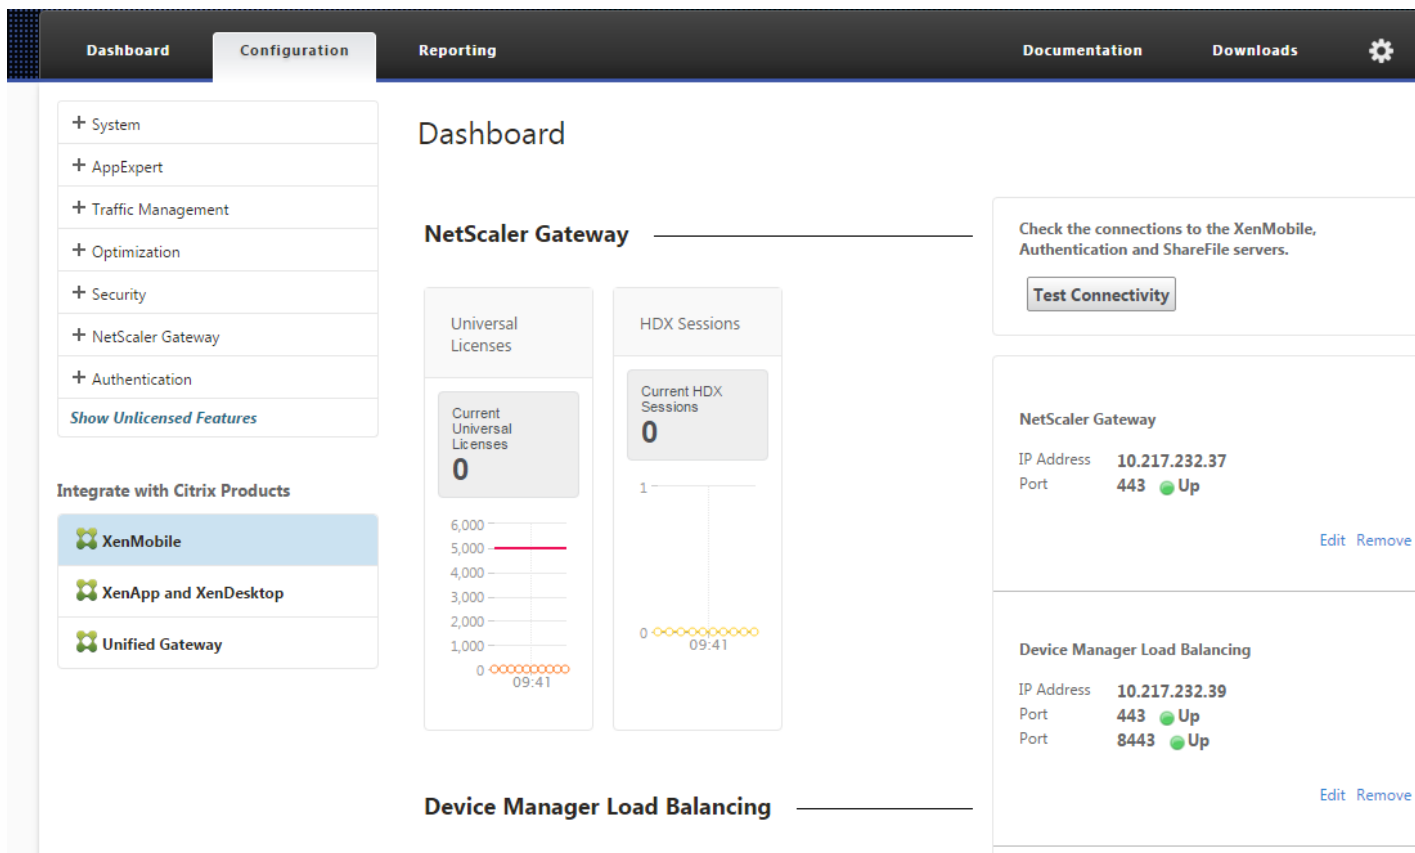 Dashboard
Configuration
Reporting
Documentation
Downloads
+ System
+ AppExpert
+ Traffic Management
+ Optimization
+ Security
+ NetScaler Gateway
+ Authentication
Show Unlicensed Features
Integrate with Citrix Products
XenMobile
XenApp and XenDesktop
Unified Gateway
Dashboard
NetScaler Gateway
Universal
Licenses
Current
Universal
Licenses
0
6,000
5,000
4,000
3,000
2,000
1,000
0
09:41
HDX Sessions
Current HDX
Sessions
0
1
0
09:41
Device Manager Load Balancing
Check the connections to the XenMobile,
Authentication and ShareFile servers.
Test Connectivity
NetScaler Gateway
IP Address 10.217.232.37
Port 443 Up
Edit Remove
Device Manager Load Balancing
IP Address 10.217.232.39
Port 443 Up
Port 8443 Up
Edit Remove